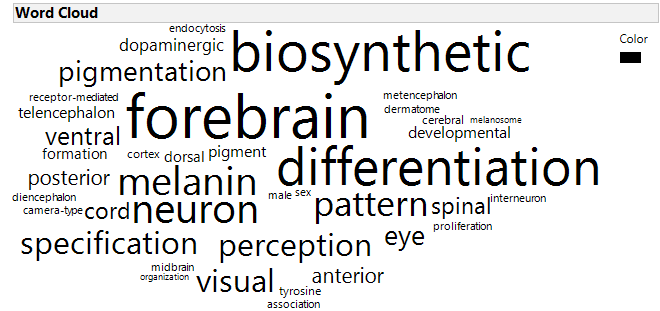 Word Cloud
endocytosis
dopaminergic
biosynthetic
Color
pigmentation
receptor-mediated
metencephalon
telencephalon
forebrain
dermatome
cerebral
melanosome
ventral
developmental
formation
cortex
dorsal
pigment
differentiation
posterior
melanin
diencephalon
male
sex
interneuron
camera-type
cord
neuron
pattern
spinal
proliferation
specification
perception
eye
midbrain
organization
visual
anterior
tyrosine
association